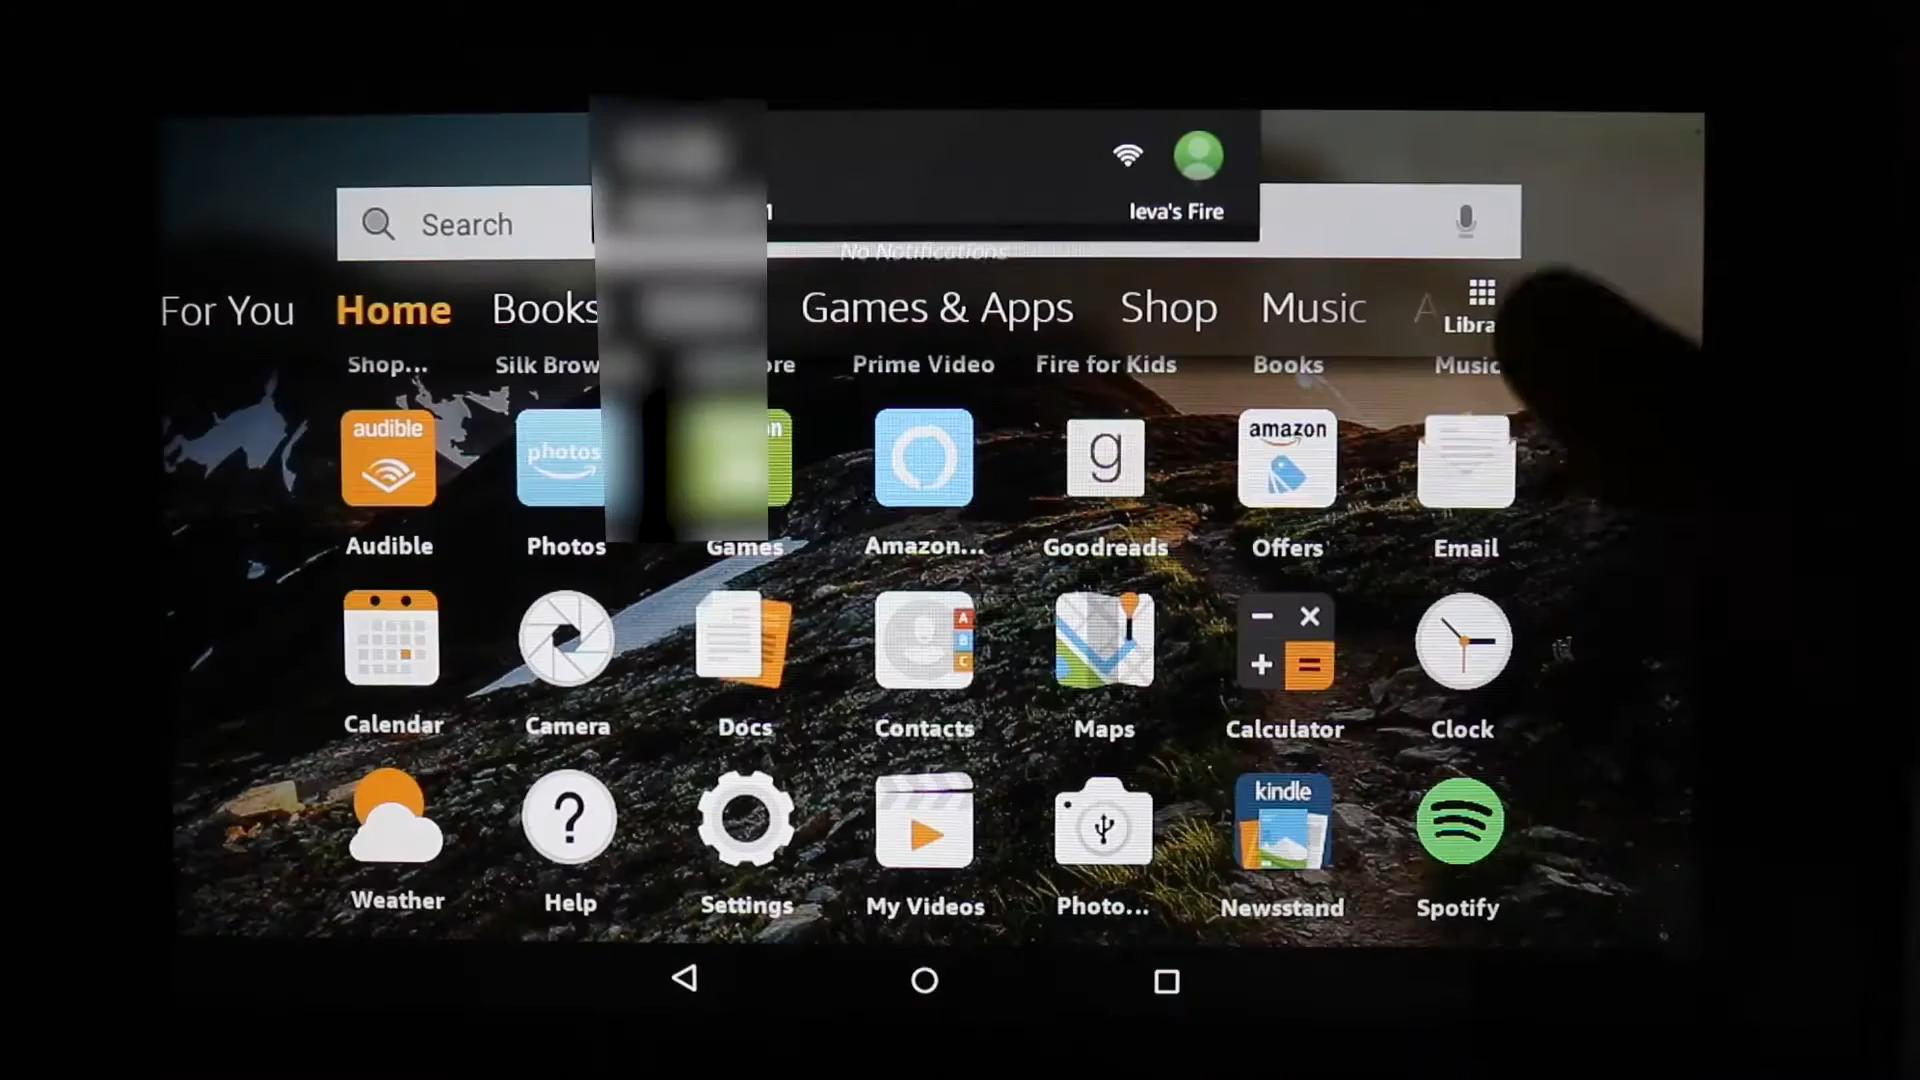 Ieva's Fire
Search
No Notifications
For You Home Books Games & Apps Shop Music A
Libra
Shop... Silk Brow ore Prime Video Fire for Kids Books Music
audible photos n g amazon
Audible Photos Games Amazon... Goodreads Offers Email
A
B
C
Calendar Camera Docs Contacts Maps Calculator Clock
kindle
Weather Help Settings My Videos Photo... Newsstand Spotify